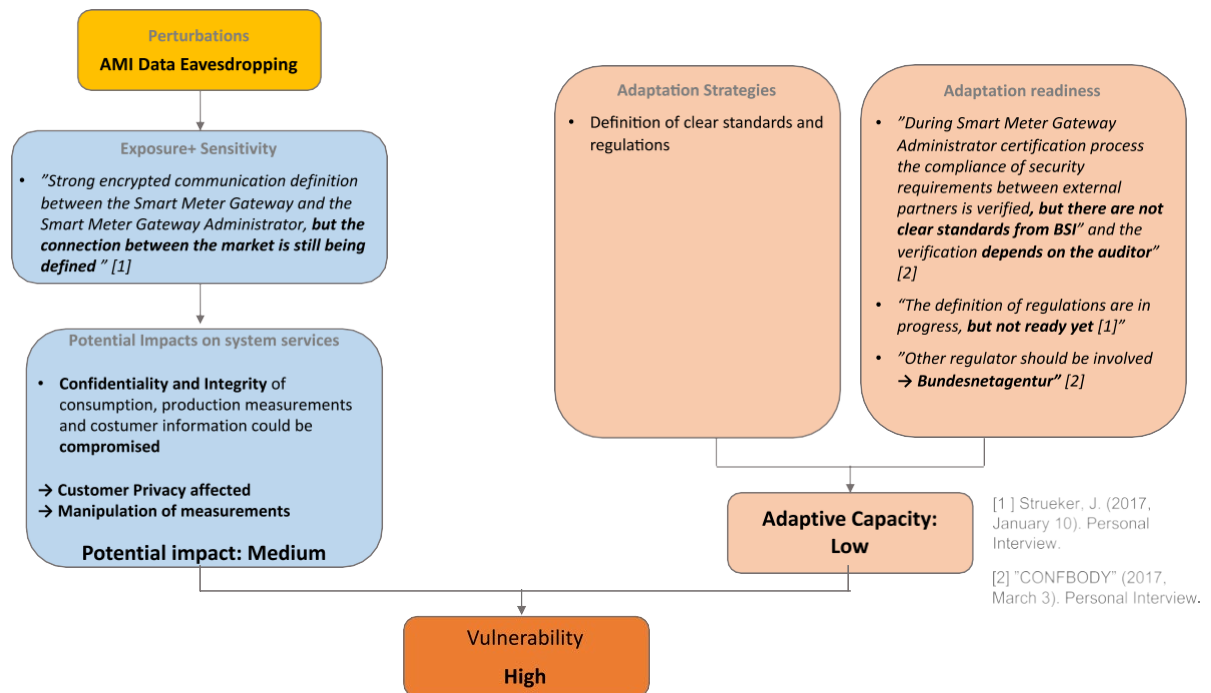 Perturbations
AMI Data Eavesdropping
Exposure+ Sensitivity
• ”Strong encrypted communication definition
between the Smart Meter Gateway and the
Smart Meter Gateway Administrator, but the
connection between the market is still being
defined ” [1]
Potential Impacts on system services
• Confidentiality and Integrity of
consumption, production measurements
and costumer information could be
compromised
→ Customer Privacy affected
→ Manipulation of measurements
Potential impact: Medium
Adaptation Strategies
• Definition of clear standards and
regulations
Adaptation readiness
• ”During Smart Meter Gateway
Administrator certification process
the compliance of security
requirements between external
partners is verified, but there are not
clear standards from BSI” and the
verification depends on the auditor”
[2]
• “The definition of regulations are in
progress, but not ready yet [1]”
• ”Other regulator should be involved
→ Bundesnetagentur” [2]
Adaptive Capacity:
Low
[1 ] Strueker, J. (2017,
January 10). Personal
Interview.
[2] ”CONFBODY” (2017,
March 3). Personal Interview.
Vulnerability
High